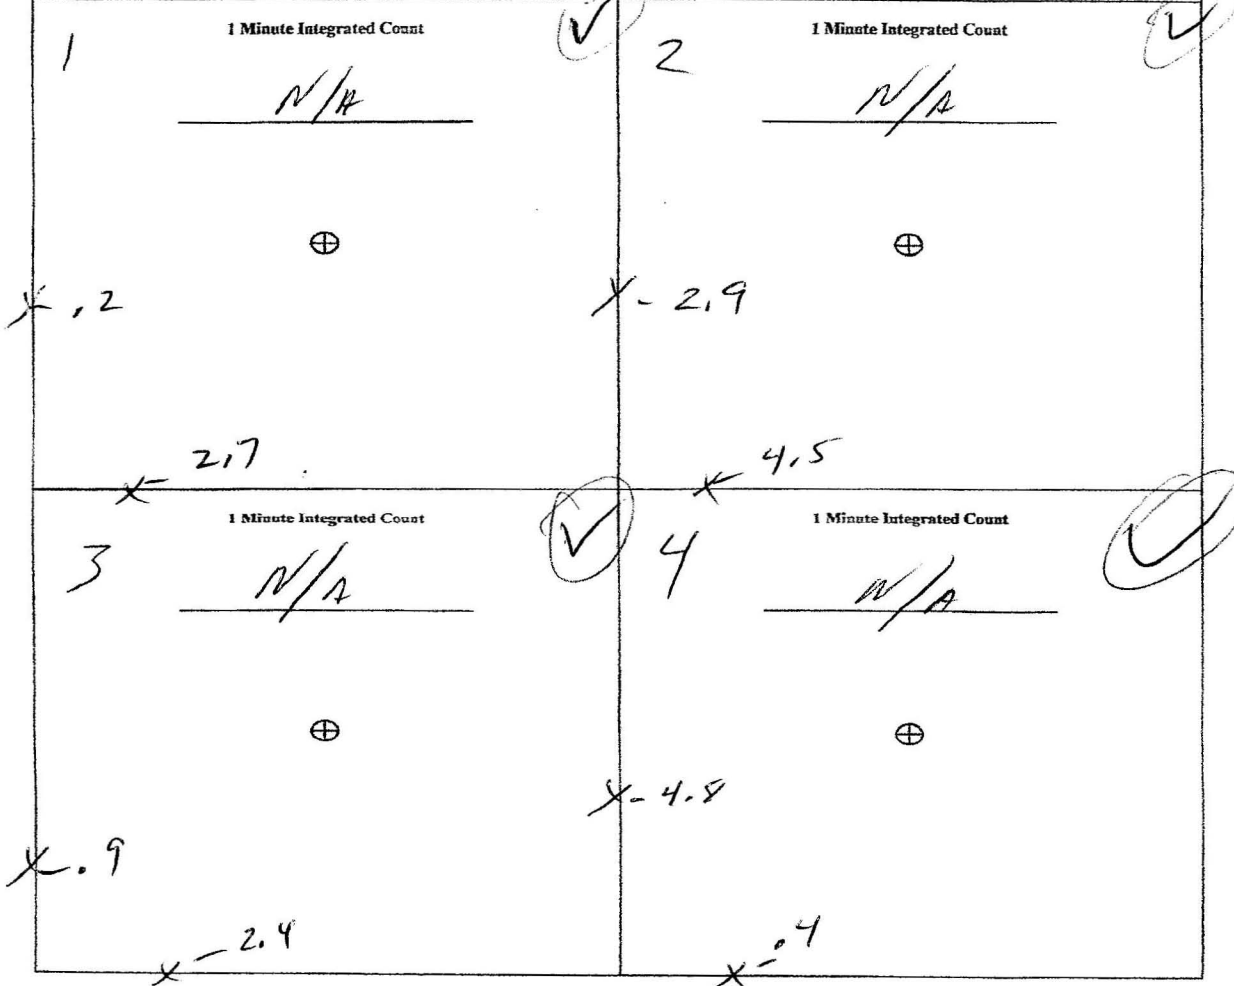 1 Minute Integrated Count 1 Minute Integrated Count
1 2
N/A N/A
.2 - 2.9
2.7 4.5
1 Minute Integrated Count 1 Minute Integrated Count
3 4
N/A N/A
- 4.8
.9
2.4 .4